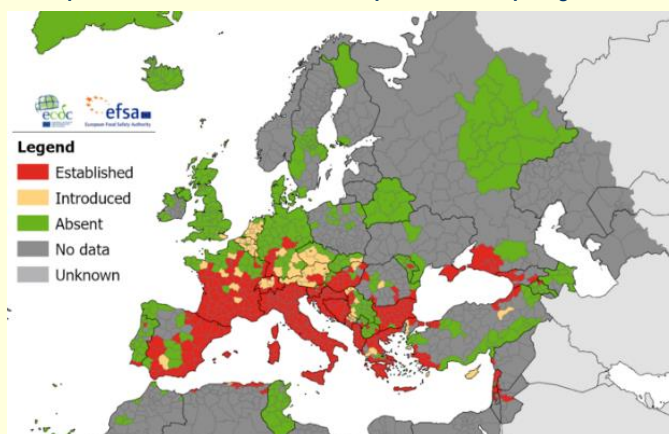 ecdc efsa
European Food Safety Authority
Legend
Established
Introduced
Absent
No data
Unknown